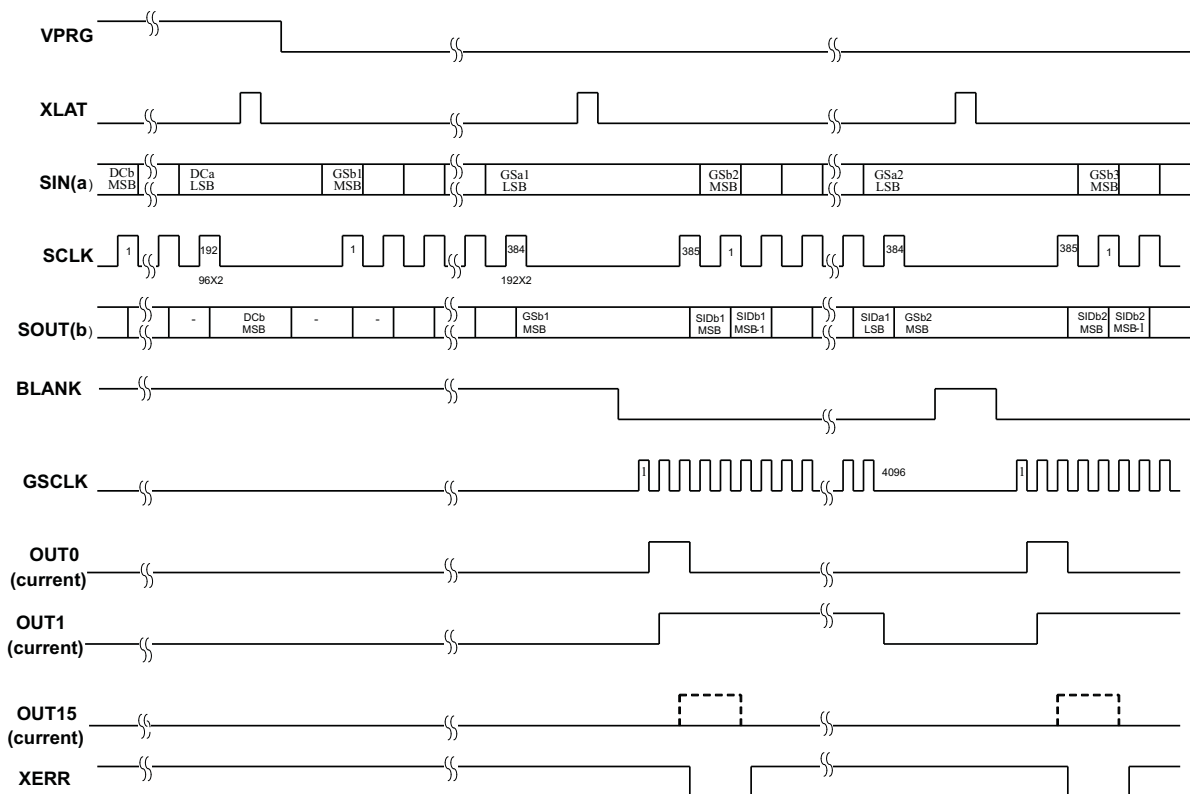 VPRG
XLAT
SIN(a)
DCb MSB
DCa LSB
GSb1 MSB
GSa1 LSB
GSb2 MSB
GSa2 LSB
GSb3 MSB
SCLK
1
192
1
384
385
1
384
385
1
96X2
192X2
SOUT(b)
-
DCb MSB
-
-
GSb1 MSB
SIDb1 MSB
SIDb1 MSB-1
SIDa1 LSB
GSb2 MSB
SIDb2 MSB
SIDb2 MSB-1
BLANK
GSCLK
1
4096
1
OUT0
(current)
OUT1
(current)
OUT15
(current)
XERR